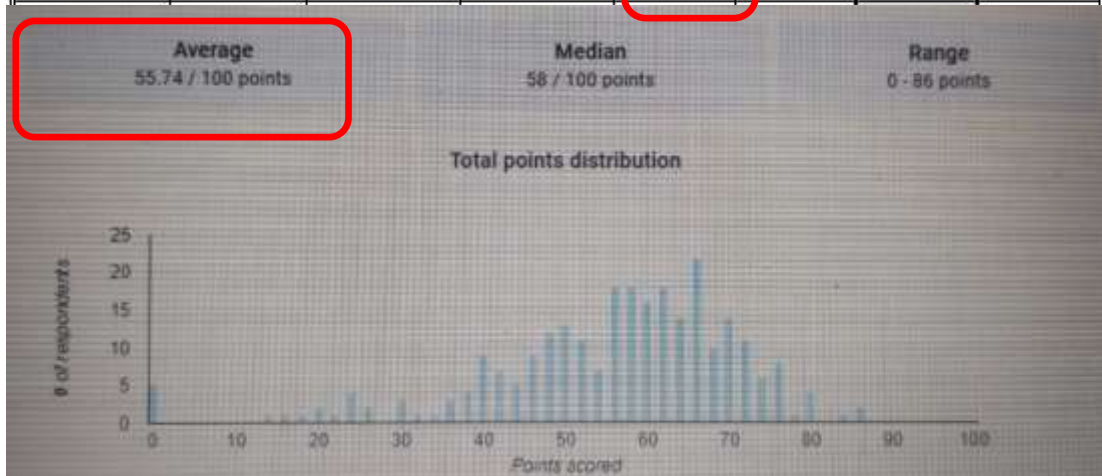 Average
55.74 / 100 points
Median
58 / 100 points
Range
0 - 86 points
Total points distribution
# of respondents
25
20
15
10
5
0
0 10 20 30 40 50 60 70 80 90 100
Points scored